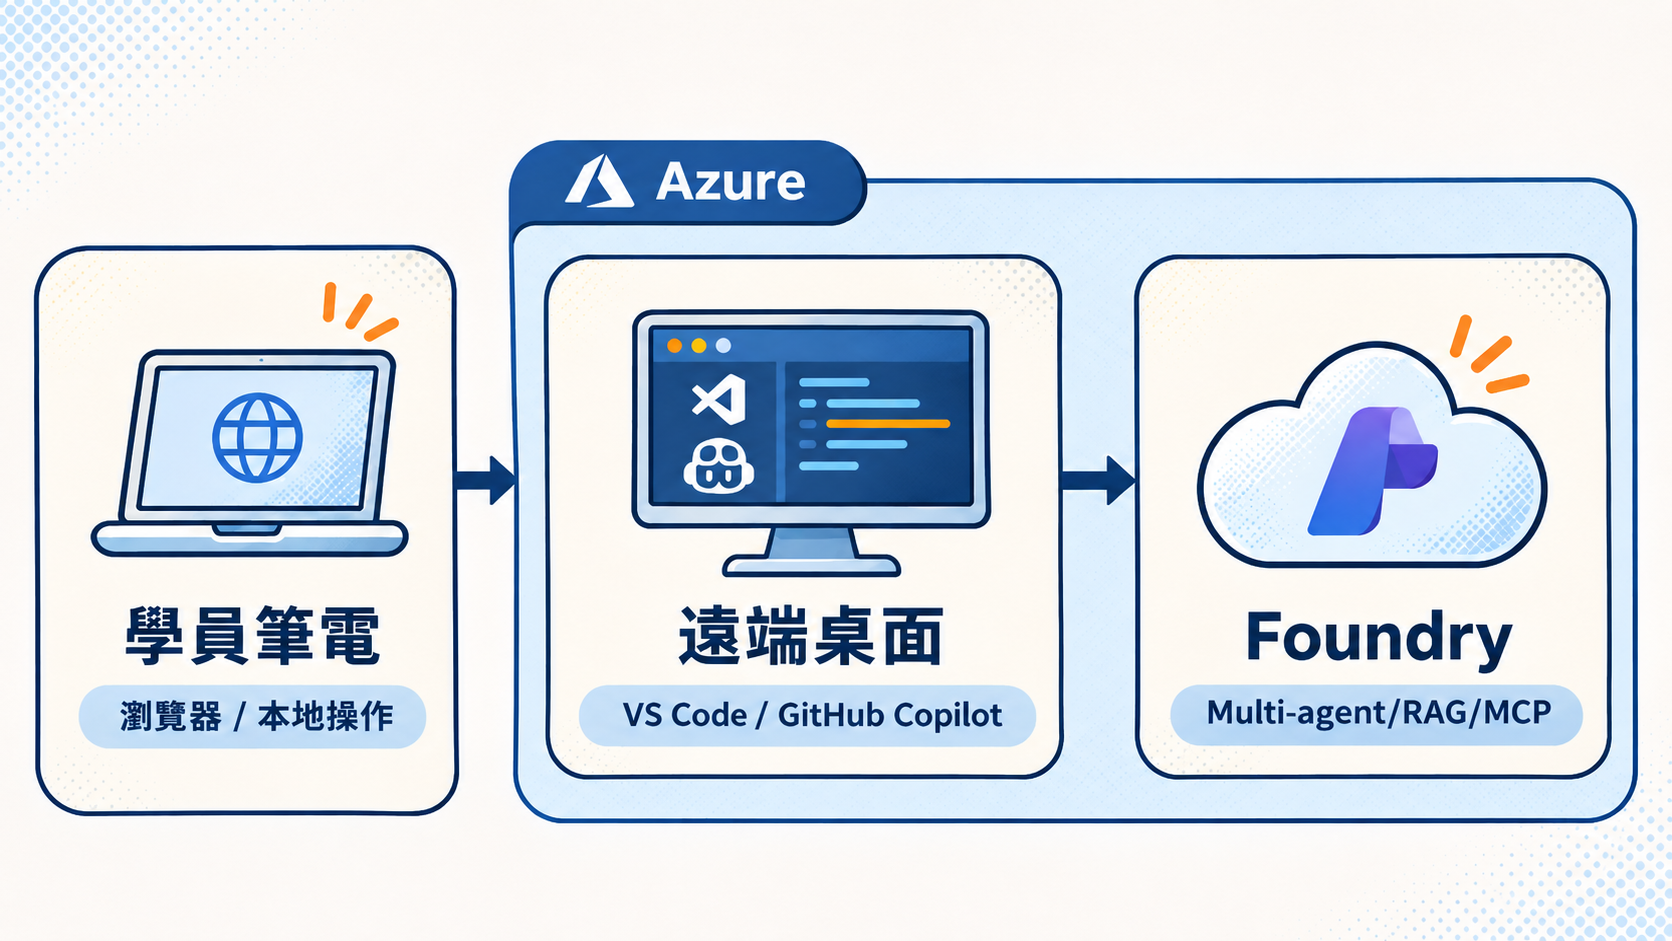 Azure
學員筆電
瀏覽器 / 本地操作
遠端桌面
VS Code / GitHub Copilot
Foundry
Multi-agent/RAG/MCP